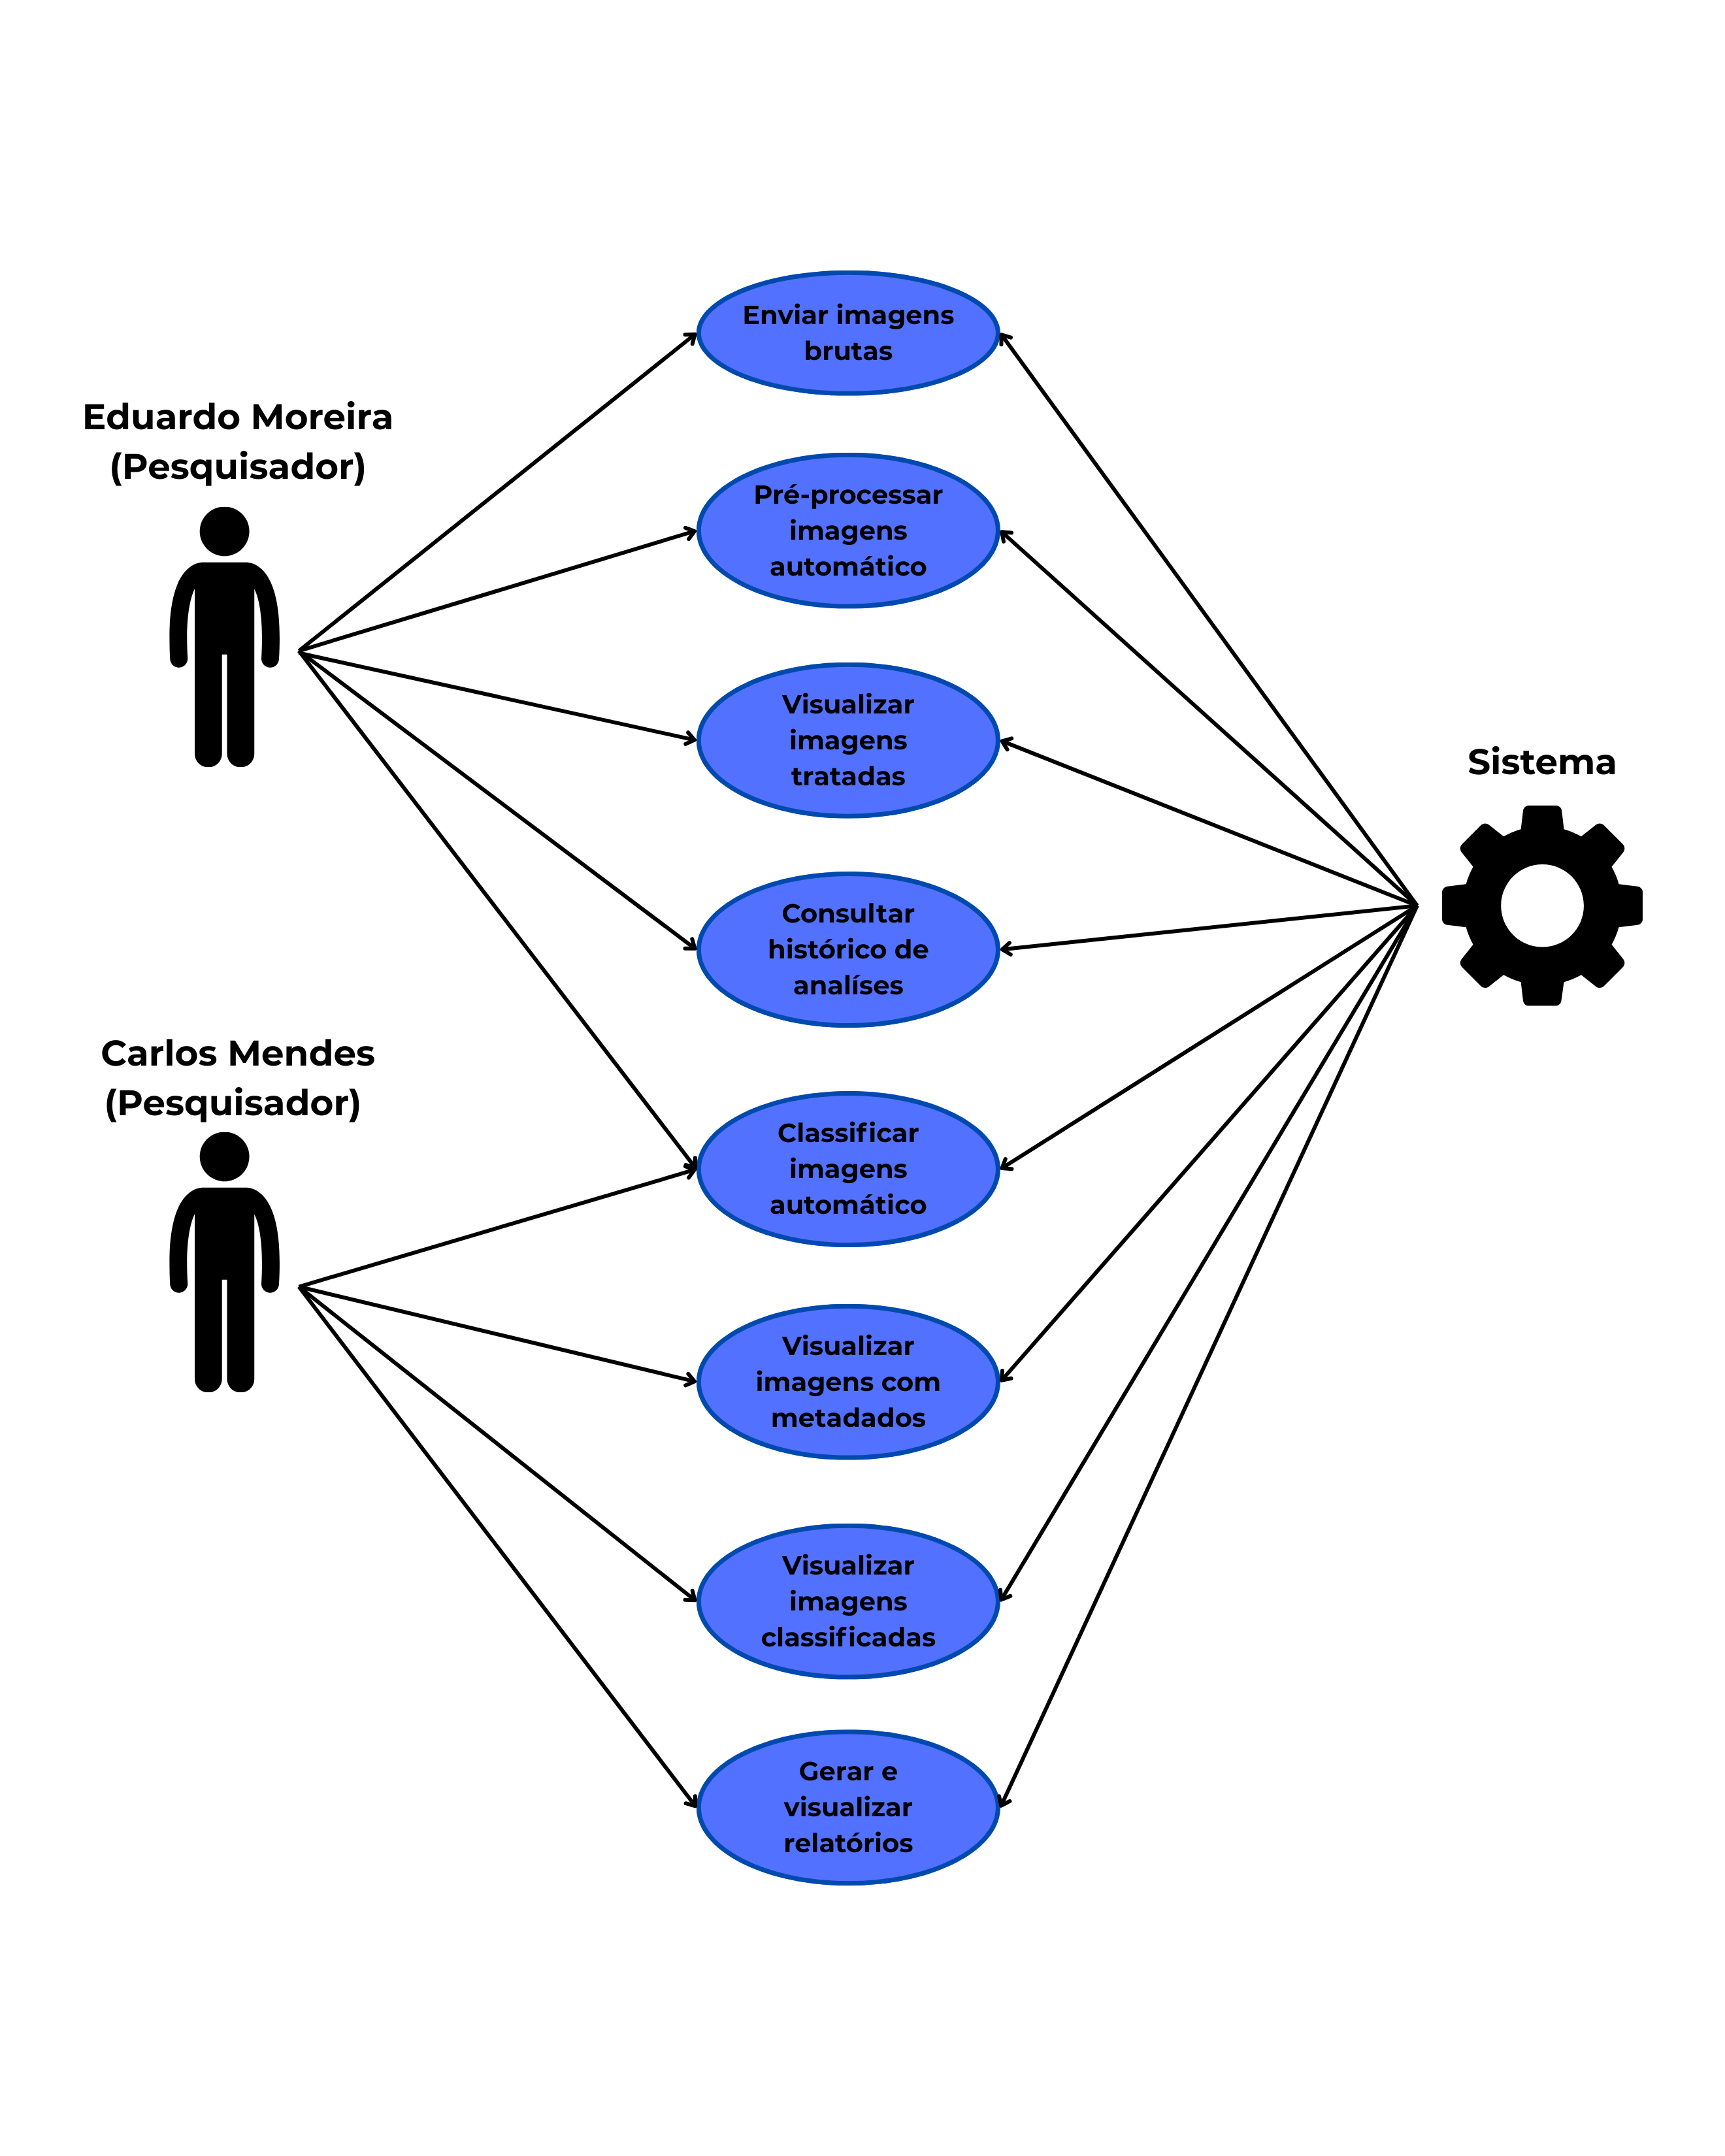 Enviar imagens
brutas
Eduardo Moreira
(Pesquisador)
Pré-processar
imagens
automático
Visualizar
imagens
tratadas
Sistema
Consultar
histórico de
analíses
Carlos Mendes
(Pesquisador)
Classificar
imagens
automático
Visualizar
imagens com
metadados
Visualizar
imagens
classificadas
Gerar e
visualizar
relatórios